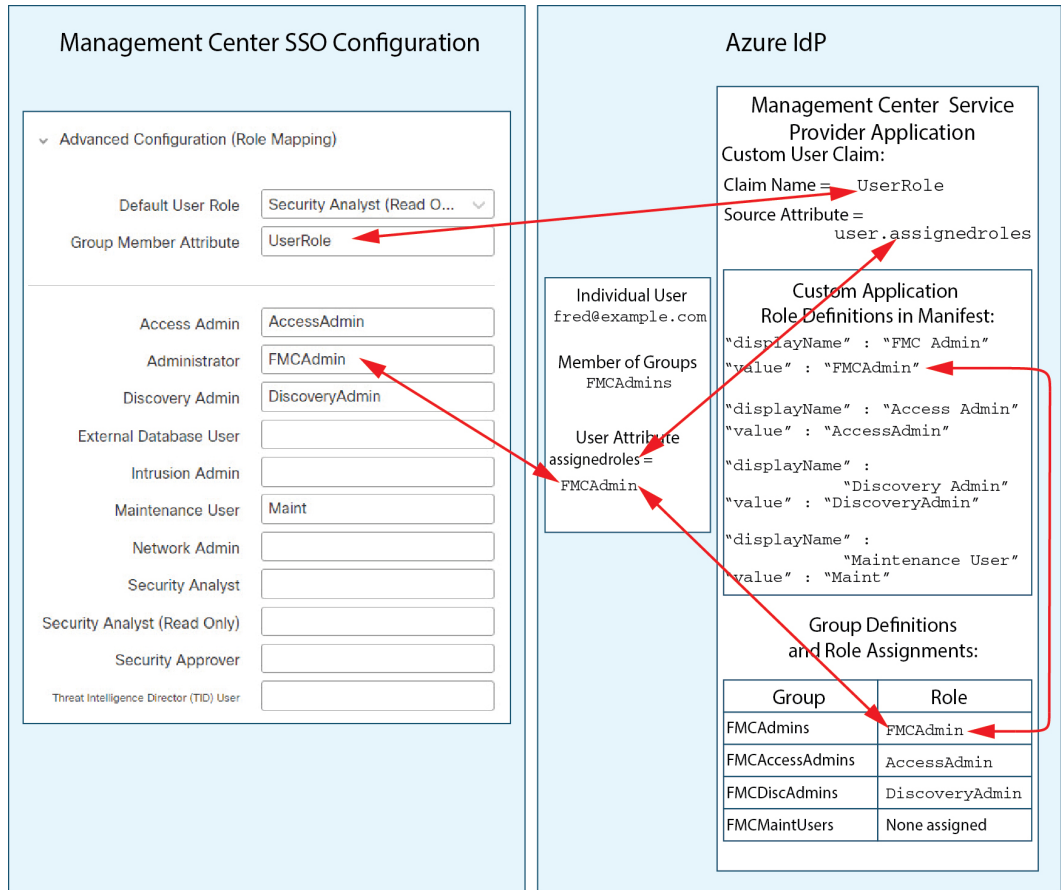 Management Center SSO Configuration
Advanced Configuration (Role Mapping)
Default User Role
Security Analyst (Read O...
Group Member Attribute
UserRole
Access Admin
AccessAdmin
Administrator
FMCAdmin
Discovery Admin
DiscoveryAdmin
External Database User
Intrusion Admin
Maintenance User
Maint
Network Admin
Security Analyst
Security Analyst (Read Only)
Security Approver
Threat Intelligence Director (TID) User
Azure IdP
Individual User
fred@example.com
Member of Groups
FMCAdmins
User Attribute
assignedroles =
FMCAdmin
Management Center Service
Provider Application
Custom User Claim:
Claim Name = UserRole
Source Attribute =
user.assignedroles
Custom Application
Role Definitions in Manifest:
“displayName” : “FMC Admin”
“value” : “FMCAdmin”
“displayName” : “Access Admin”
“value” : “AccessAdmin”
“displayName” :
“Discovery Admin”
“value” : “DiscoveryAdmin”
“displayName” :
“Maintenance User”
“value” : “Maint”
Group Definitions
and Role Assignments:
Group Role
FMCAdmins FMCAdmin
FMCAccessAdmins AccessAdmin
FMCDiscAdmins DiscoveryAdmin
FMCMaintUsers None assigned